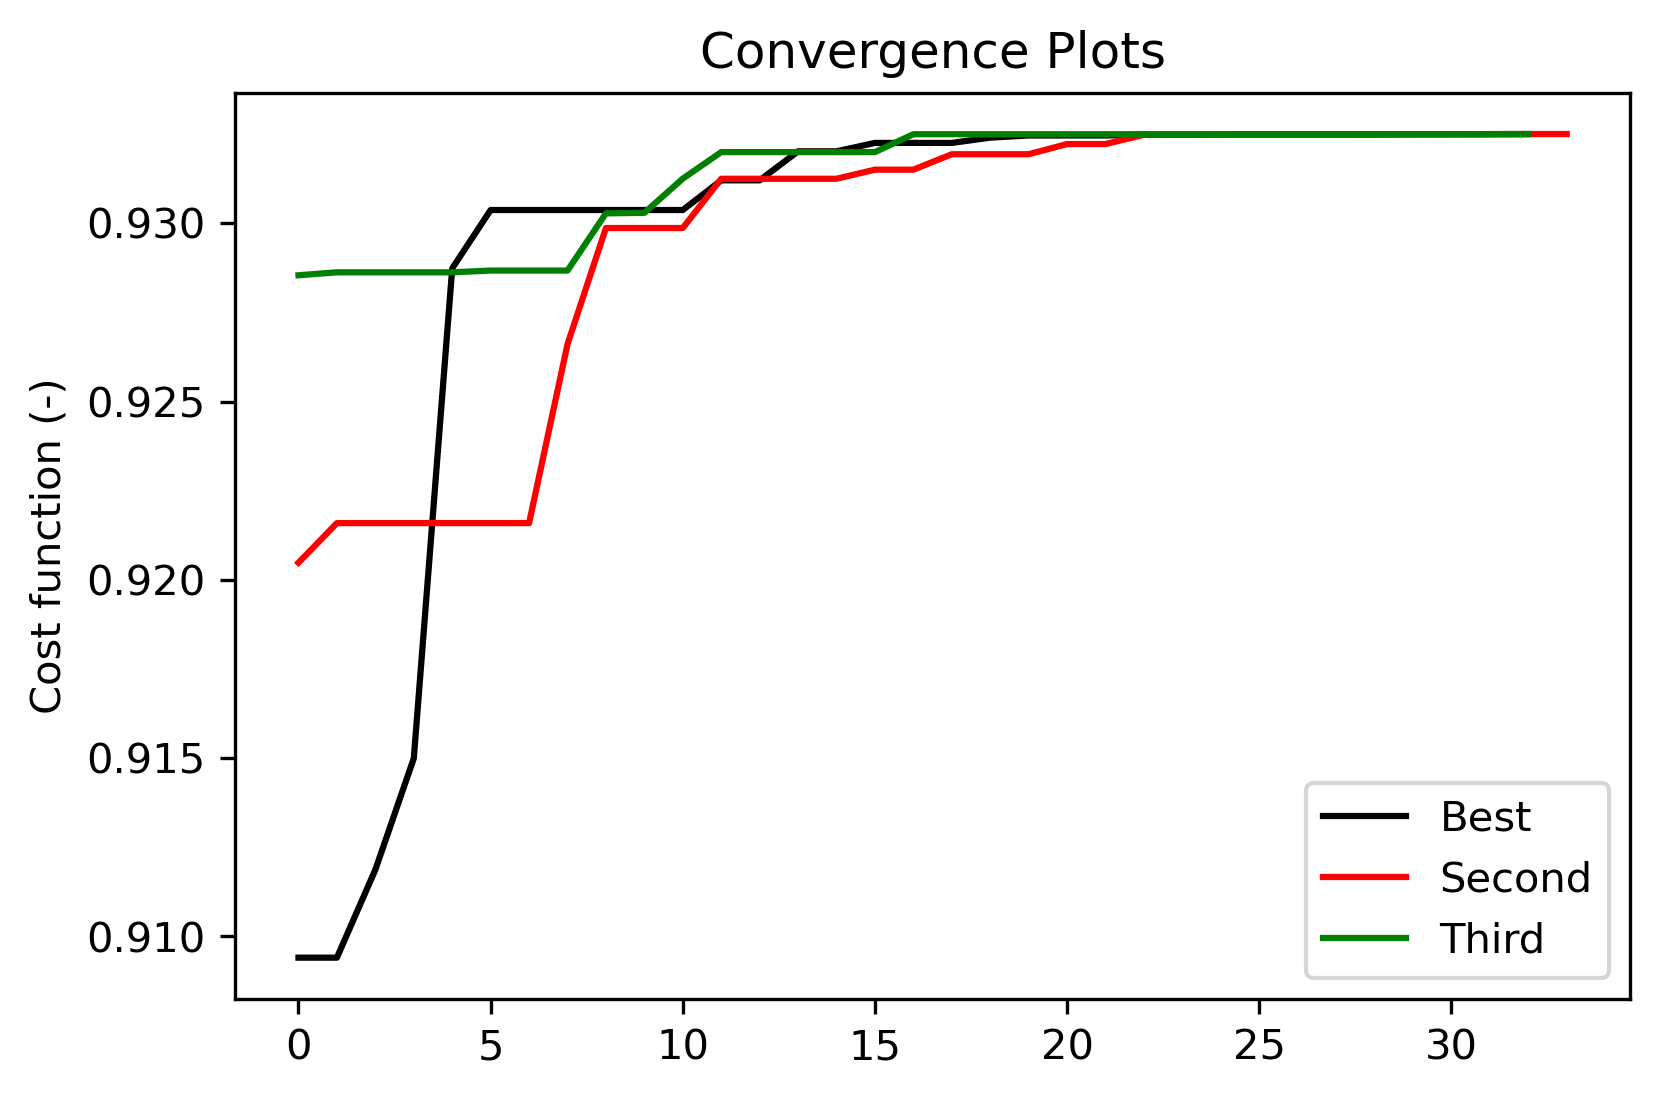 Convergence Plots
Cost function (-)
0.930
0.925
0.920
0.915
0.910
0 5 10 15 20 25 30
Best
Second
Third